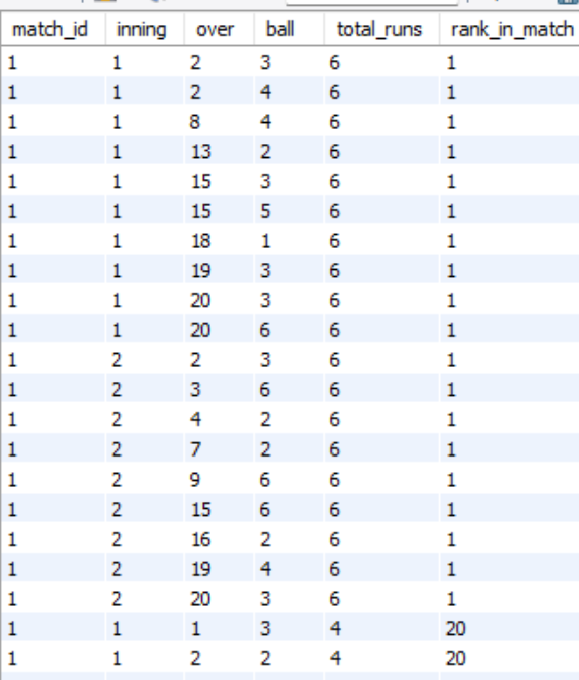 match_id inning over ball total_runs rank_in_match
1 1 2 3 6 1
1 1 2 4 6 1
1 1 8 4 6 1
1 1 13 2 6 1
1 1 15 3 6 1
1 1 15 5 6 1
1 1 18 1 6 1
1 1 19 3 6 1
1 1 20 3 6 1
1 1 20 6 6 1
1 2 2 3 6 1
1 2 3 6 6 1
1 2 4 2 6 1
1 2 7 2 6 1
1 2 9 6 6 1
1 2 15 6 6 1
1 2 16 2 6 1
1 2 19 4 6 1
1 2 20 3 6 1
1 1 1 3 4 20
1 1 2 2 4 20